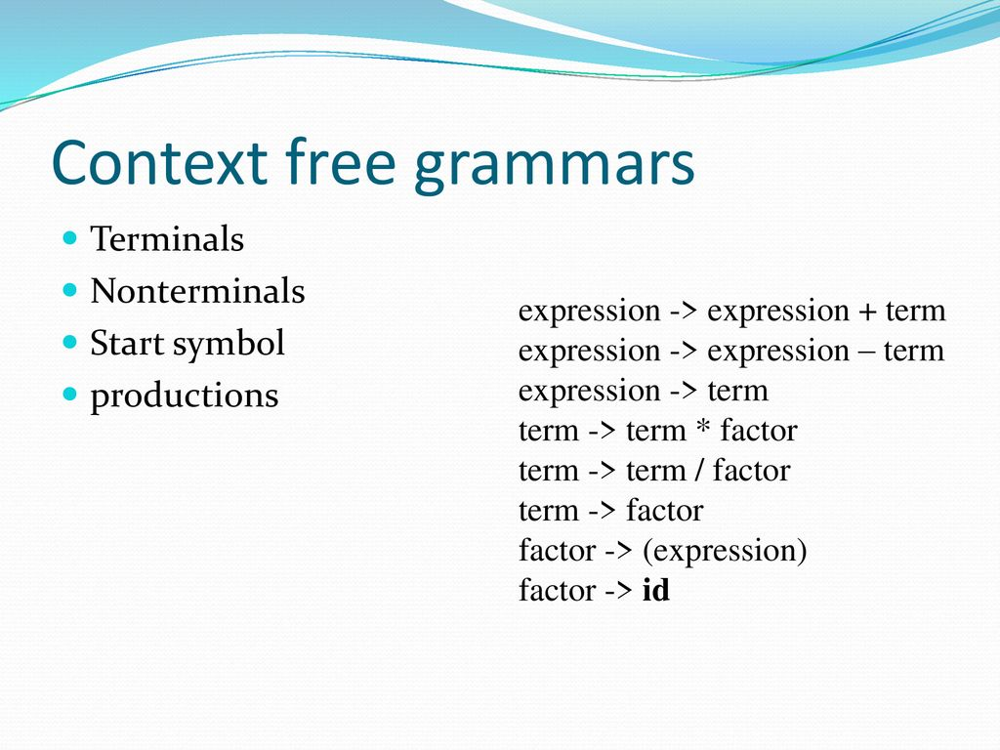 Context free grammars
Terminals
Nonterminals
Start symbol
productions
expression -> expression + term
expression -> expression – term
expression -> term
term -> term * factor
term -> term / factor
term -> factor
factor -> (expression)
factor -> id